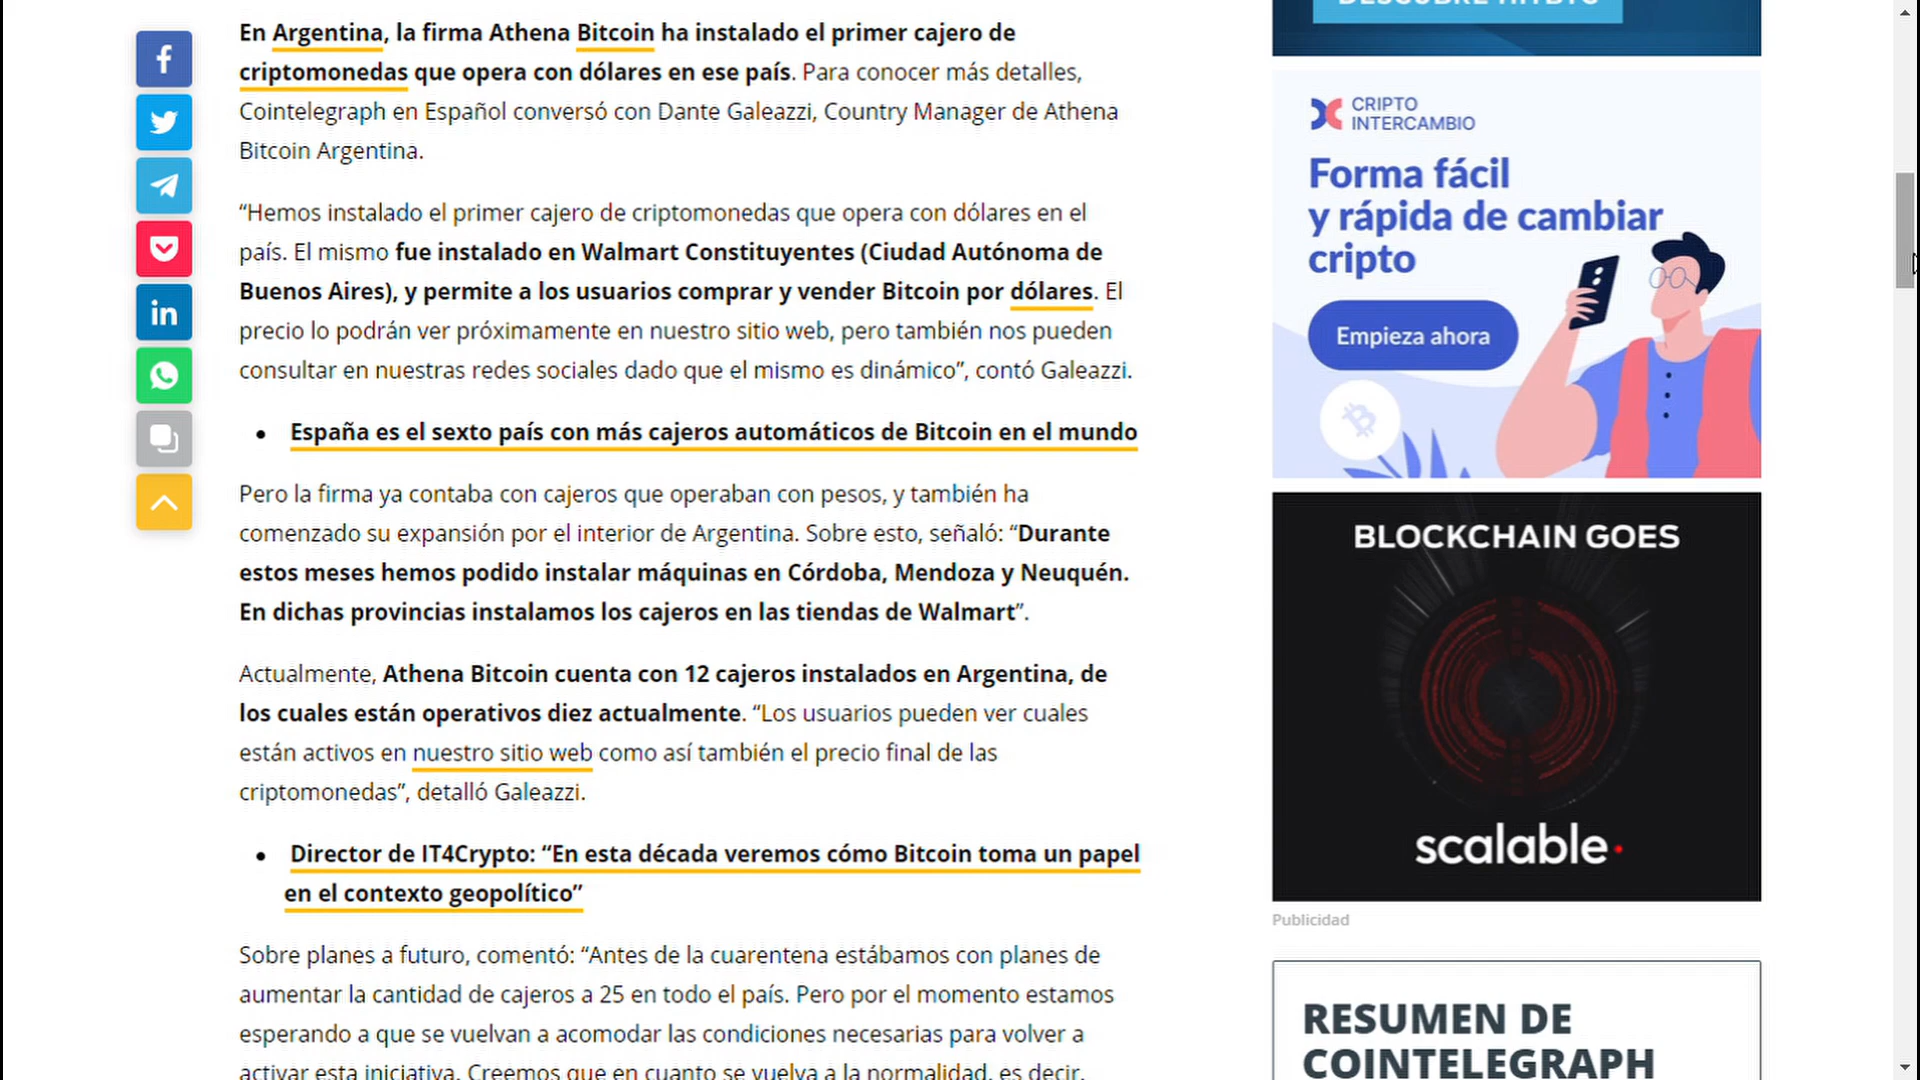 En Argentina, la firma Athena Bitcoin ha instalado el primer cajero de
criptomonedas que opera con dólares en ese país. Para conocer más detalles,
Cointelegraph en Español conversó con Dante Galeazzi, Country Manager de Athena
Bitcoin Argentina.
“Hemos instalado el primer cajero de criptomonedas que opera con dólares en el
país. El mismo fue instalado en Walmart Constituyentes (Ciudad Autónoma de
Buenos Aires), y permite a los usuarios comprar y vender Bitcoin por dólares. El
precio lo podrán ver próximamente en nuestro sitio web, pero también nos pueden
consultar en nuestras redes sociales dado que el mismo es dinámico”, contó Galeazzi.
• España es el sexto país con más cajeros automáticos de Bitcoin en el mundo
Pero la firma ya contaba con cajeros que operaban con pesos, y también ha
comenzado su expansión por el interior de Argentina. Sobre esto, señaló: “Durante
estos meses hemos podido instalar máquinas en Córdoba, Mendoza y Neuquén.
En dichas provincias instalamos los cajeros en las tiendas de Walmart”.
Actualmente, Athena Bitcoin cuenta con 12 cajeros instalados en Argentina, de
los cuales están operativos diez actualmente. “Los usuarios pueden ver cuales
están activos en nuestro sitio web como así también el precio final de las
criptomonedas”, detalló Galeazzi.
• Director de IT4Crypto: “En esta década veremos cómo Bitcoin toma un papel
en el contexto geopolítico”
Sobre planes a futuro, comentó: “Antes de la cuarentena estábamos con planes de
aumentar la cantidad de cajeros a 25 en todo el país. Pero por el momento estamos
esperando a que se vuelvan a acomodar las condiciones necesarias para volver a
activar esta iniciativa. Creemos que en cuanto se vuelva a la normalidad, es decir,
DESCUBRE HITBTC
CRIPTO
INTERCAMBIO
Forma fácil
y rápida de cambiar
cripto
Empieza ahora
BLOCKCHAIN GOES
scalable
Publicidad
RESUMEN DE
COINTELEGRAPH